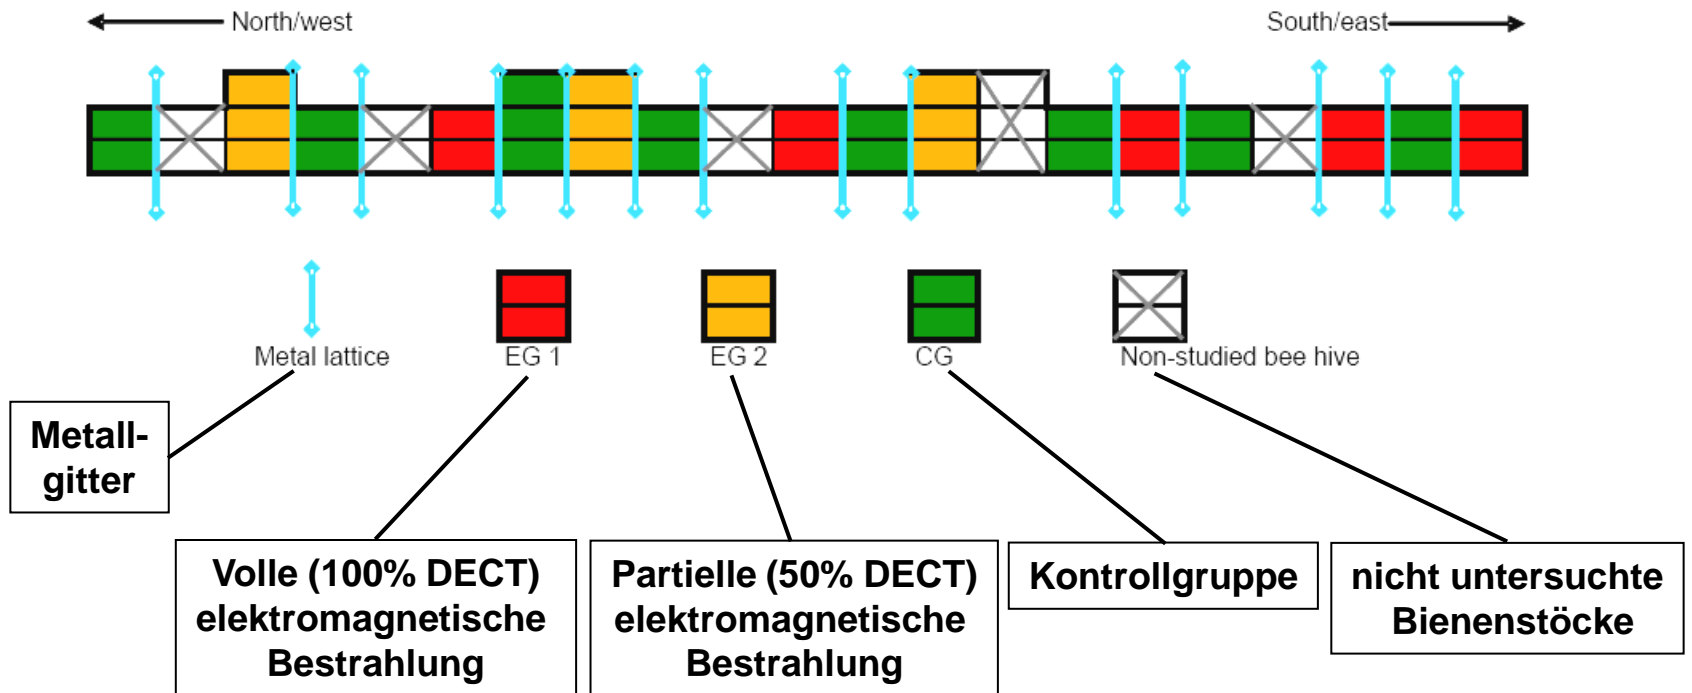 North/west
South/east
Metal lattice
EG 1
EG 2
CG
Non-studied bee hive
Metall-
gitter
Volle (100% DECT)
elektromagnetische
Bestrahlung
Partielle (50% DECT)
elektromagnetische
Bestrahlung
Kontrollgruppe
nicht untersuchte
Bienenstöcke